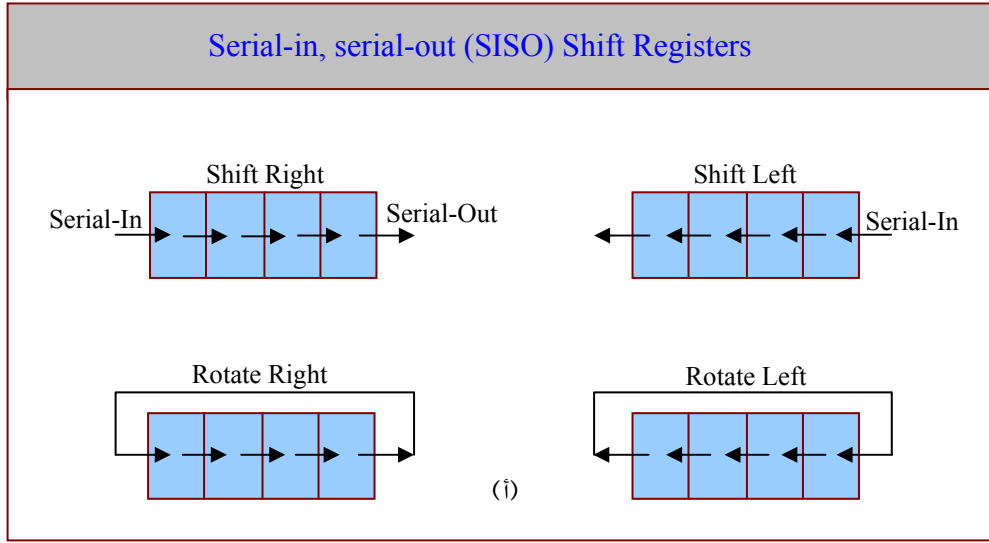 Serial-in, serial-out (SISO) Shift Registers
Shift Right
Shift Left
Serial-In
Serial-Out
Serial-In
Rotate Right
Rotate Left
(أ)